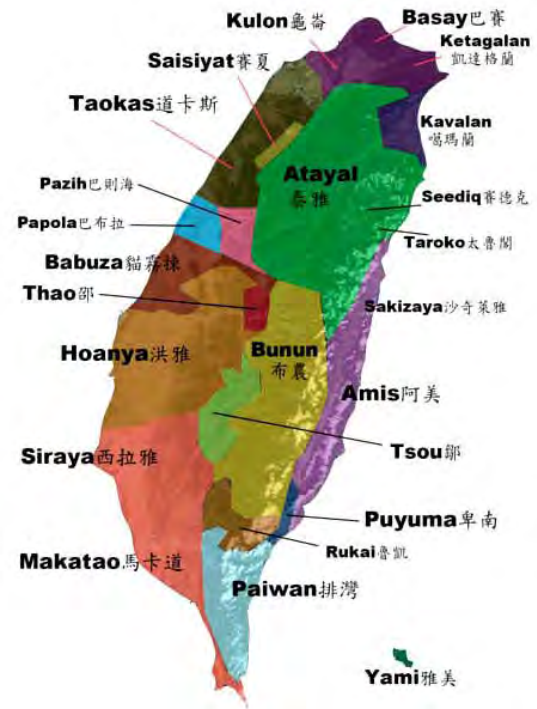 Kulon龜崙
Basay巴賽
Ketagalan
凱達格蘭
Saisiyat賽夏
Taokas道卡斯
Kavalan
噶瑪蘭
Atayal
泰雅
Pazih巴則海
Seediq賽德克
Papola巴布拉
Taroko太魯閣
Babuza貓霧揀
Thao邵
Sakizaya沙奇萊雅
Hoanya洪雅
Bunun
布農
Amis阿美
Siraya西拉雅
Tsou鄒
Puyuma卑南
Rukai魯凱
Makatao馬卡道
Paiwan排灣
Yami雅美